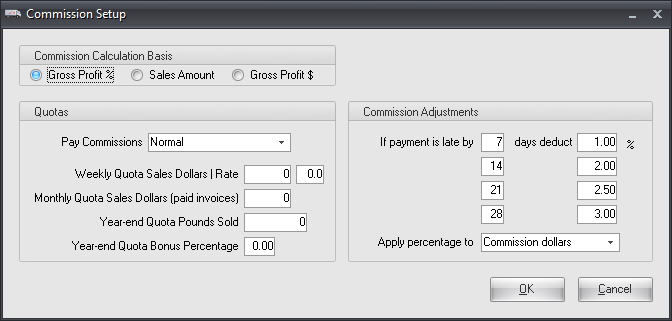 Commission Setup
Commission Calculation Basis
Gross Profit % Sales Amount Gross Profit $
Quotas
Pay Commissions Normal
Weekly Quota Sales Dollars | Rate 0 0.0
Monthly Quota Sales Dollars (paid invoices) 0
Year-end Quota Pounds Sold 0
Year-end Quota Bonus Percentage 0.00
Commission Adjustments
If payment is late by 7 days deduct 1.00 %
14 2.00
21 2.50
28 3.00
Apply percentage to Commission dollars
OK Cancel